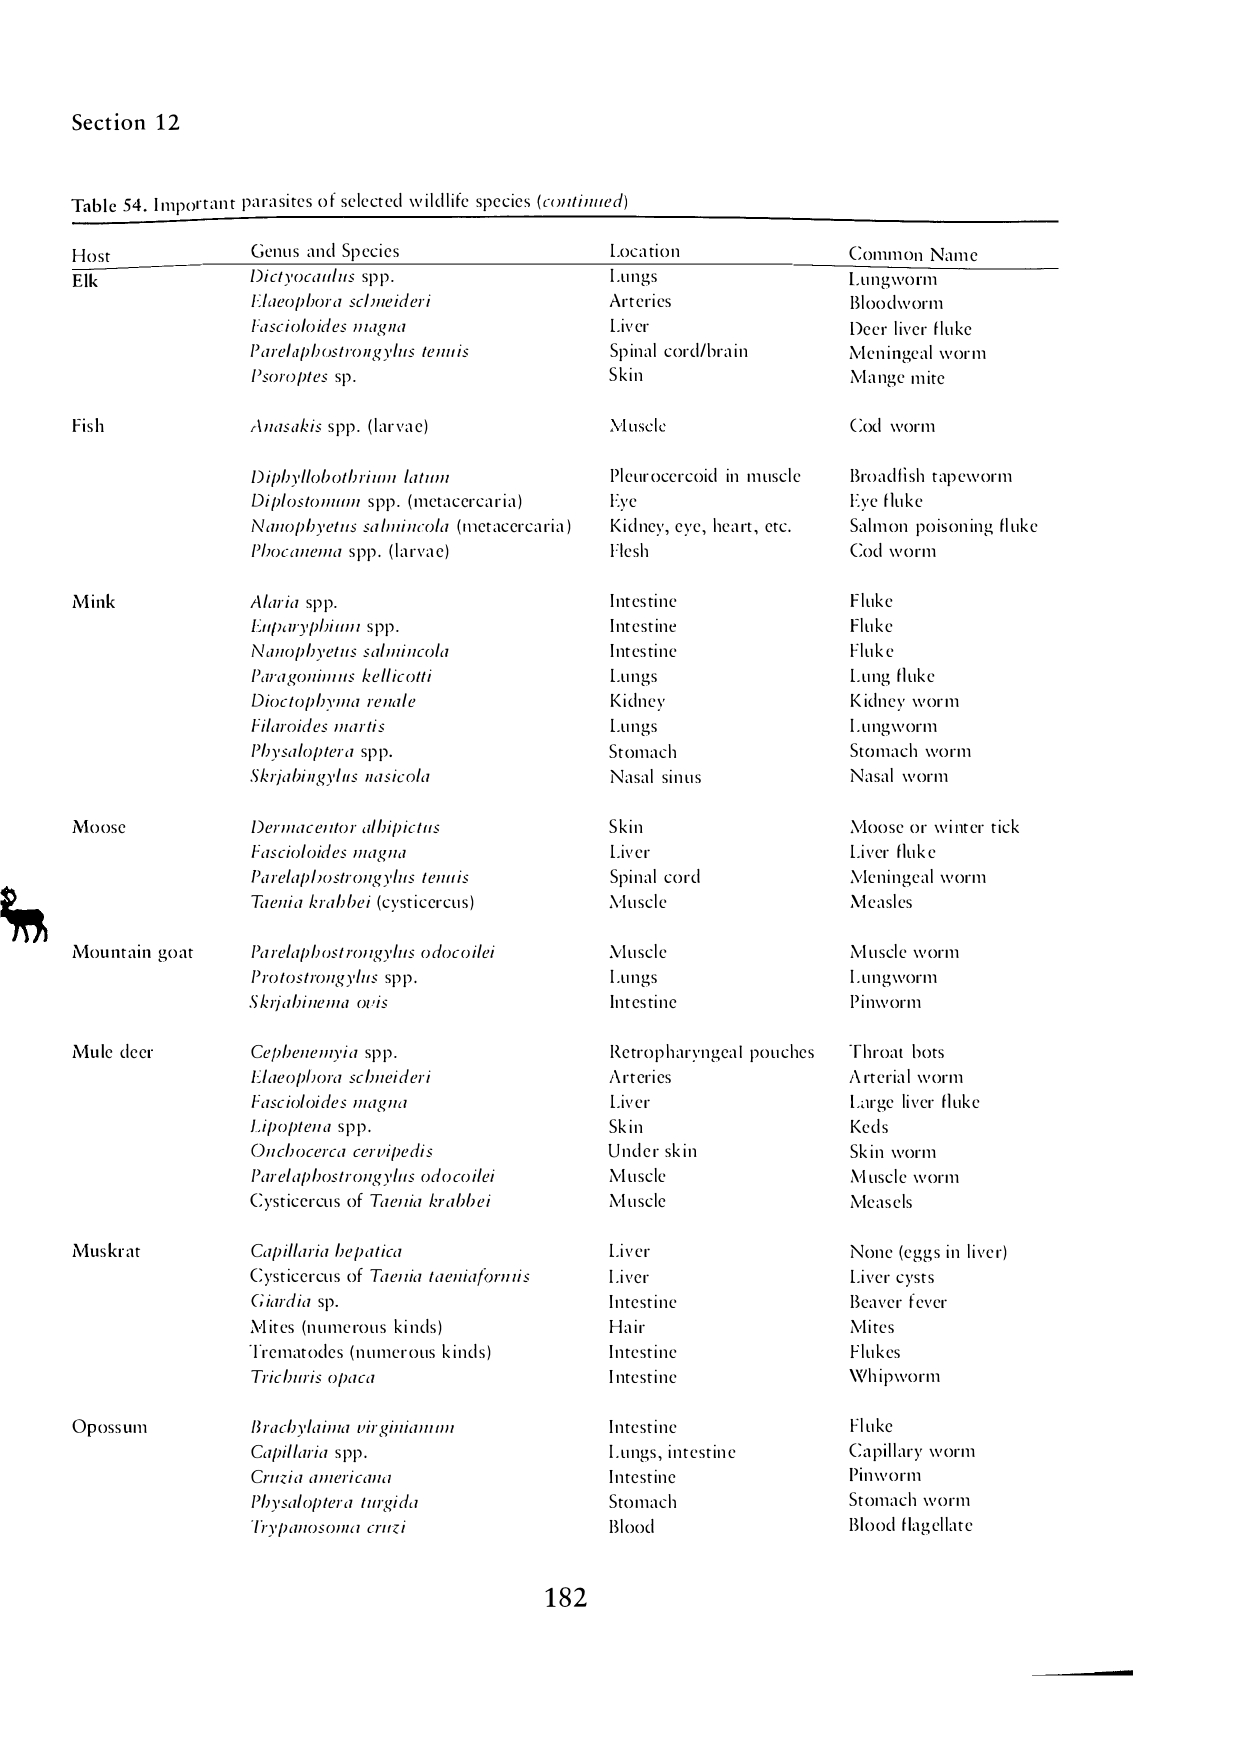 Section 12
Table 54. Important parasites of selected wildlife species (continued)
Host Genus and Species Location Common Name
Elk Dictyocaulus spp. Lungs Lungworm
Elaeophora schneideri Arteries Bloodworm
Fascioloides magna Liver Deer liver fluke
Parelaphostrongylus tenuis Spinal cord/brain Meningeal worm
Psoroptes sp. Skin Mange mite
Fish Anasakis spp. (larvae) Muscle Cod worm
Diphyllobothrium latum Pleurocercoid in muscle Broadfish tapeworm
Diplostomum spp. (metacercaria) Eye Eye fluke
Nanophyetus salmincola (metacercaria) Kidney, eye, heart, etc. Salmon poisoning fluke
Phocanema spp. (larvae) Flesh Cod worm
Mink Alaria spp. Intestine Fluke
Euparyphium spp. Intestine Fluke
Nanophyetus salmincola Intestine Fluke
Paragonimus kellicotti Lungs Lung fluke
Dioctophyma renale Kidney Kidney worm
Filaroides martis Lungs Lungworm
Physaloptera spp. Stomach Stomach worm
Skrjabingylus nasicola Nasal sinus Nasal worm
Moose Dermacentor albipictus Skin Moose or winter tick
Fascioloides magna Liver Liver fluke
Parelaphostrongylus tenuis Spinal cord Meningeal worm
Taenia krabbei (cysticercus) Muscle Measles
Mountain goat Parelaphostrongylus odocoilei Muscle Muscle worm
Protostrongylus spp. Lungs Lungworm
Skrjabinema ovis Intestine Pinworm
Mule deer Cephenemyia spp. Retropharyngeal pouches Throat bots
Elaeophora schneideri Arteries Arterial worm
Fascioloides magna Liver Large liver fluke
Lipoptena spp. Skin Keds
Onchocerca cervipedis Under skin Skin worm
Parelaphostrongylus odocoilei Muscle Muscle worm
Cysticercus of Taenia krabbei Muscle Measels
Muskrat Capillaria hepatica Liver None (eggs in liver)
Cysticercus of Taenia taeniaformis Liver Liver cysts
Giardia sp. Intestine Beaver fever
Mites (numerous kinds) Hair Mites
Trematodes (numerous kinds) Intestine Flukes
Trichuris opaca Intestine Whipworm
Opossum Brachylaima virginianum Intestine Fluke
Capillaria spp. Lungs, intestine Capillary worm
Cruzia americana Intestine Pinworm
Physaloptera turgida Stomach Stomach worm
Trypanosoma cruzi Blood Blood flagellate
182